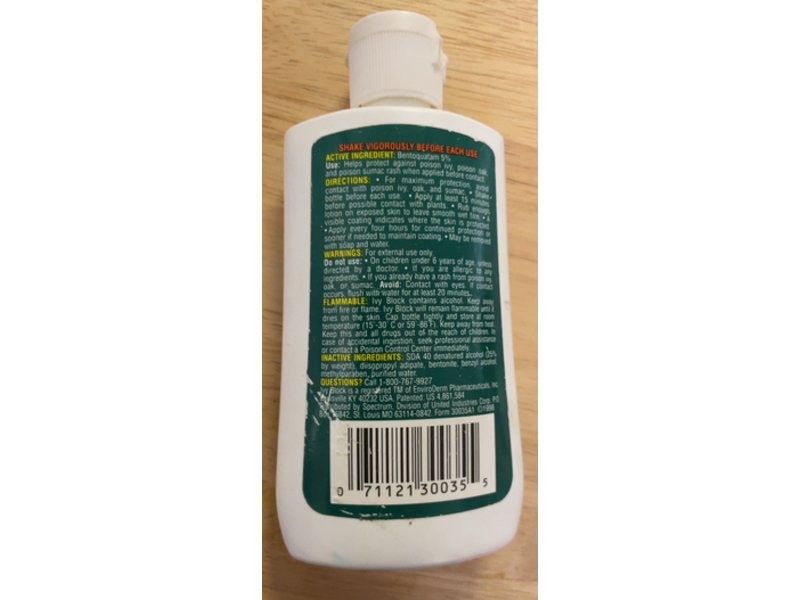 SHAKE VIGOROUSLY BEFORE EACH USE
ACTIVE INGREDIENT: Bentoquatam 5%
Use: Helps protect against poison ivy, poison oak,
and poison sumac rash when applied before contact.
DIRECTIONS: • For maximum protection, avoid
contact with poison ivy, oak, and sumac. • Shake
bottle before each use. • Apply at least 15 minutes
before possible contact with plants. • Rub enough
lotion on exposed skin to leave smooth wet film. • A
visible coating indicates where the skin is protected.
• Apply every four hours for continued protection or
sooner if needed to maintain coating. • May be removed
with soap and water.
WARNINGS: For external use only
Do not use: • On children under 6 years of age, unless
directed by a doctor. • If you are allergic to any
ingredients. • If you already have a rash from poison ivy,
oak, or sumac. Avoid: Contact with eyes. If contact
occurs, flush with water for at least 20 minutes.
FLAMMABLE: Ivy Block contains alcohol. Keep away
from fire or flame. Ivy Block will remain flammable until it
dries on the skin. Cap bottle tightly and store at room
temperature (15°-30° C or 59°-86°F). Keep away from heat.
Keep this and all drugs out of the reach of children. In
case of accidental ingestion, seek professional assistance
or contact a Poison Control Center immediately.
INACTIVE INGREDIENTS: SDA 40 denatured alcohol (25%
by weight), diisopropyl adipate, bentonite, benzyl alcohol,
methylparaben, purified water.
QUESTIONS? Call 1-800-767-9927
Ivy Block is a registered TM of EnviroDerm Pharmaceuticals, Inc.
Louisville KY 40232 USA, Patented: US 4,861,584
Distributed by Spectrum, Division of United Industries Corp. P.O.
Box 15842, St. Louis MO 63114-0842. Form 30035A1 ©1998
0 71121 30035 5